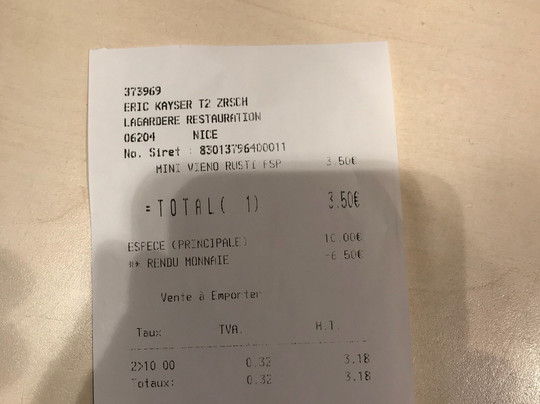 373969
ERIC KAYSER T2 ZRSCH
LAGARDERE RESTAURATION
06204 NICE
No. Siret : 83013796400011
MINI VIENO RUSTI FSP 3.50€
=TOTAL( 1) 3.50€
ESPECE (PRINCIPALE) 10.00€
** RENDU MONNAIE -6.50€
Vente à Emporter
Taux TVA. H.T.
2>10 00 0.32 3.18
Totaux: 0.32 3.18